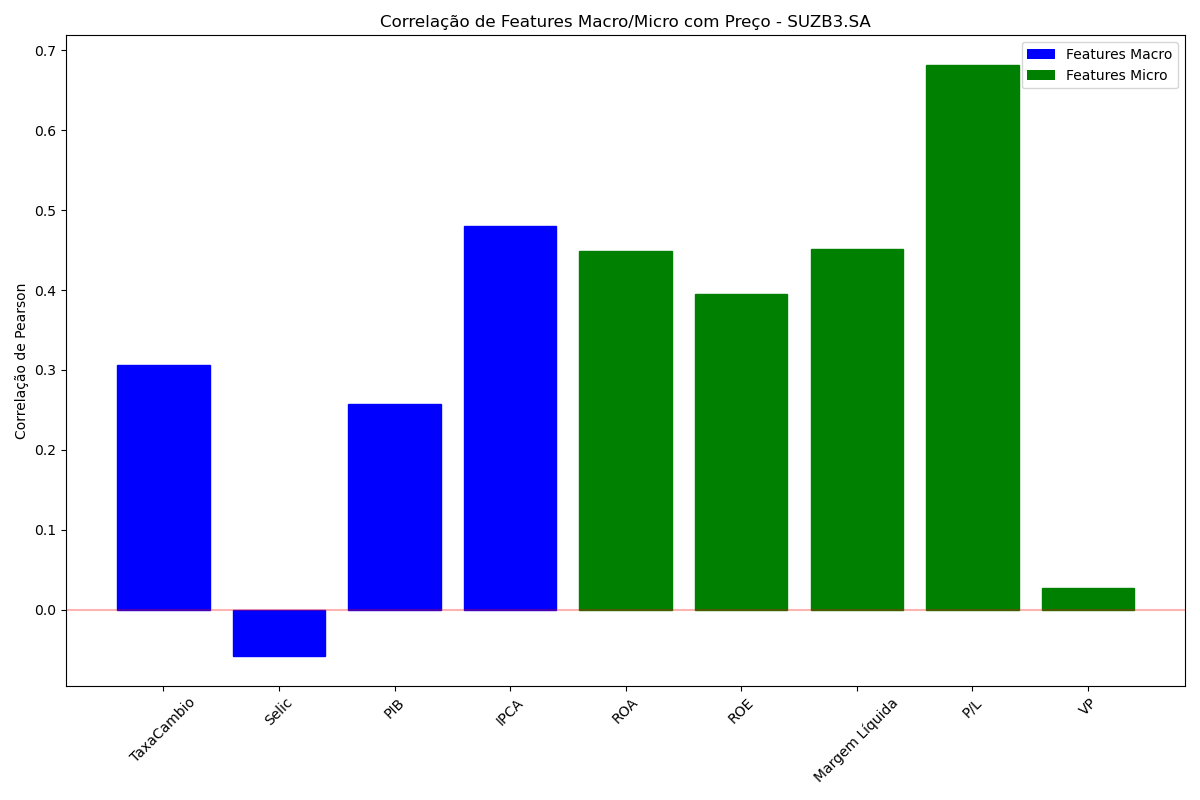 Correlação de Features Macro/Micro com Preço - SUZB3.SA
Features Macro
Features Micro
Correlação de Pearson
0.7
0.6
0.5
0.4
0.3
0.2
0.1
0.0
TaxaCambio
Selic
PIB
IPCA
ROA
ROE
Margem Líquida
P/L
VP